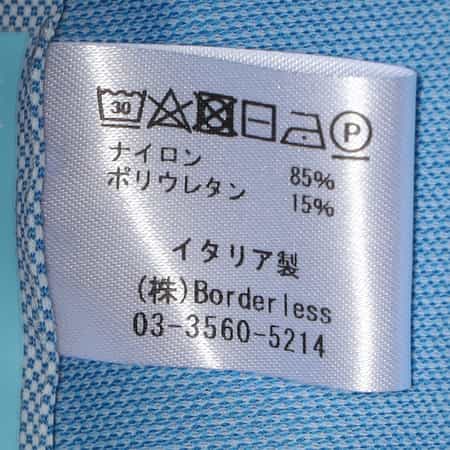 30 P
ナイロン 85%
ポリウレタン 15%
イタリア製
(株)Borderless
03-3560-5214